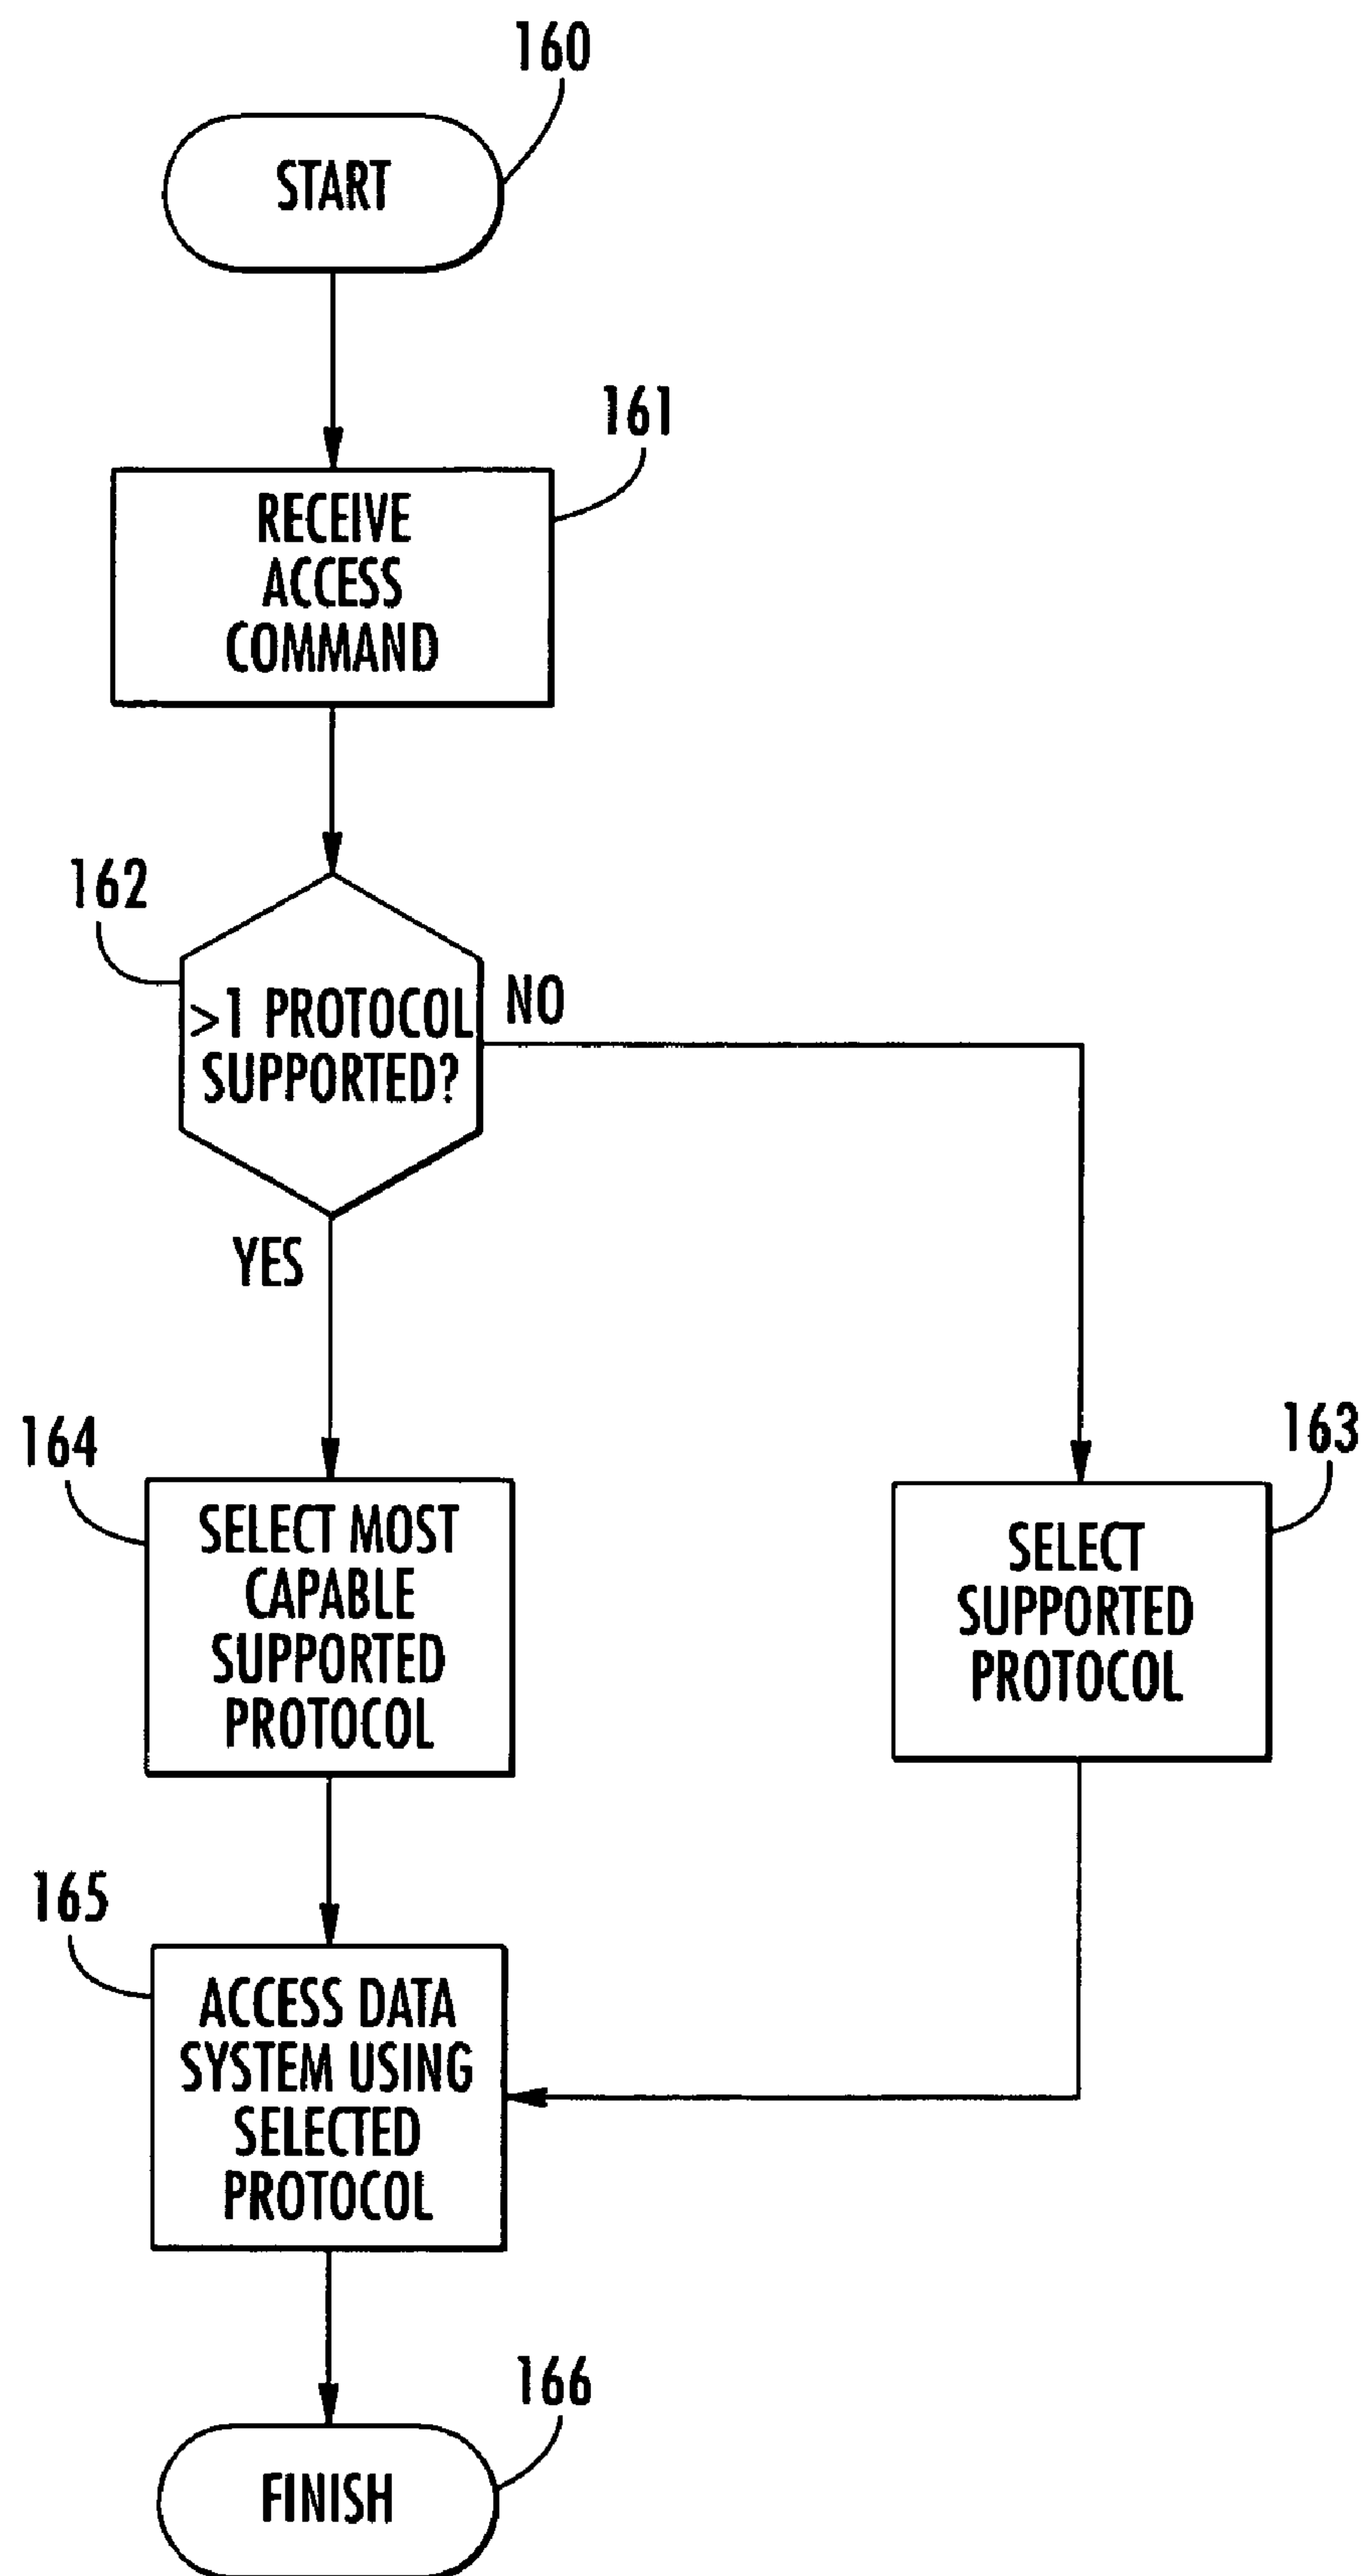 160
START
161
RECEIVE
ACCESS
COMMAND
162
>1 PROTOCOL
SUPPORTED?
NO
YES
164
SELECT MOST
CAPABLE
SUPPORTED
PROTOCOL
163
SELECT
SUPPORTED
PROTOCOL
165
ACCESS DATA
SYSTEM USING
SELECTED
PROTOCOL
166
FINISH